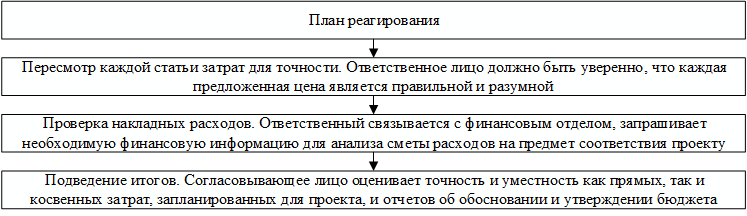 План реагирования
Пересмотр каждой статьи затрат для точности. Ответственное лицо должно быть уверенно, что каждая
предложенная цена является правильной и разумной
Проверка накладных расходов. Ответственный связывается с финансовым отделом, запрашивает
необходимую финансовую информацию для анализа сметы расходов на предмет соответствия проекту
Подведение итогов. Согласовывающее лицо оценивает точность и уместность как прямых, так и
косвенных затрат, запланированных для проекта, и отчетов об обосновании и утверждении бюджета